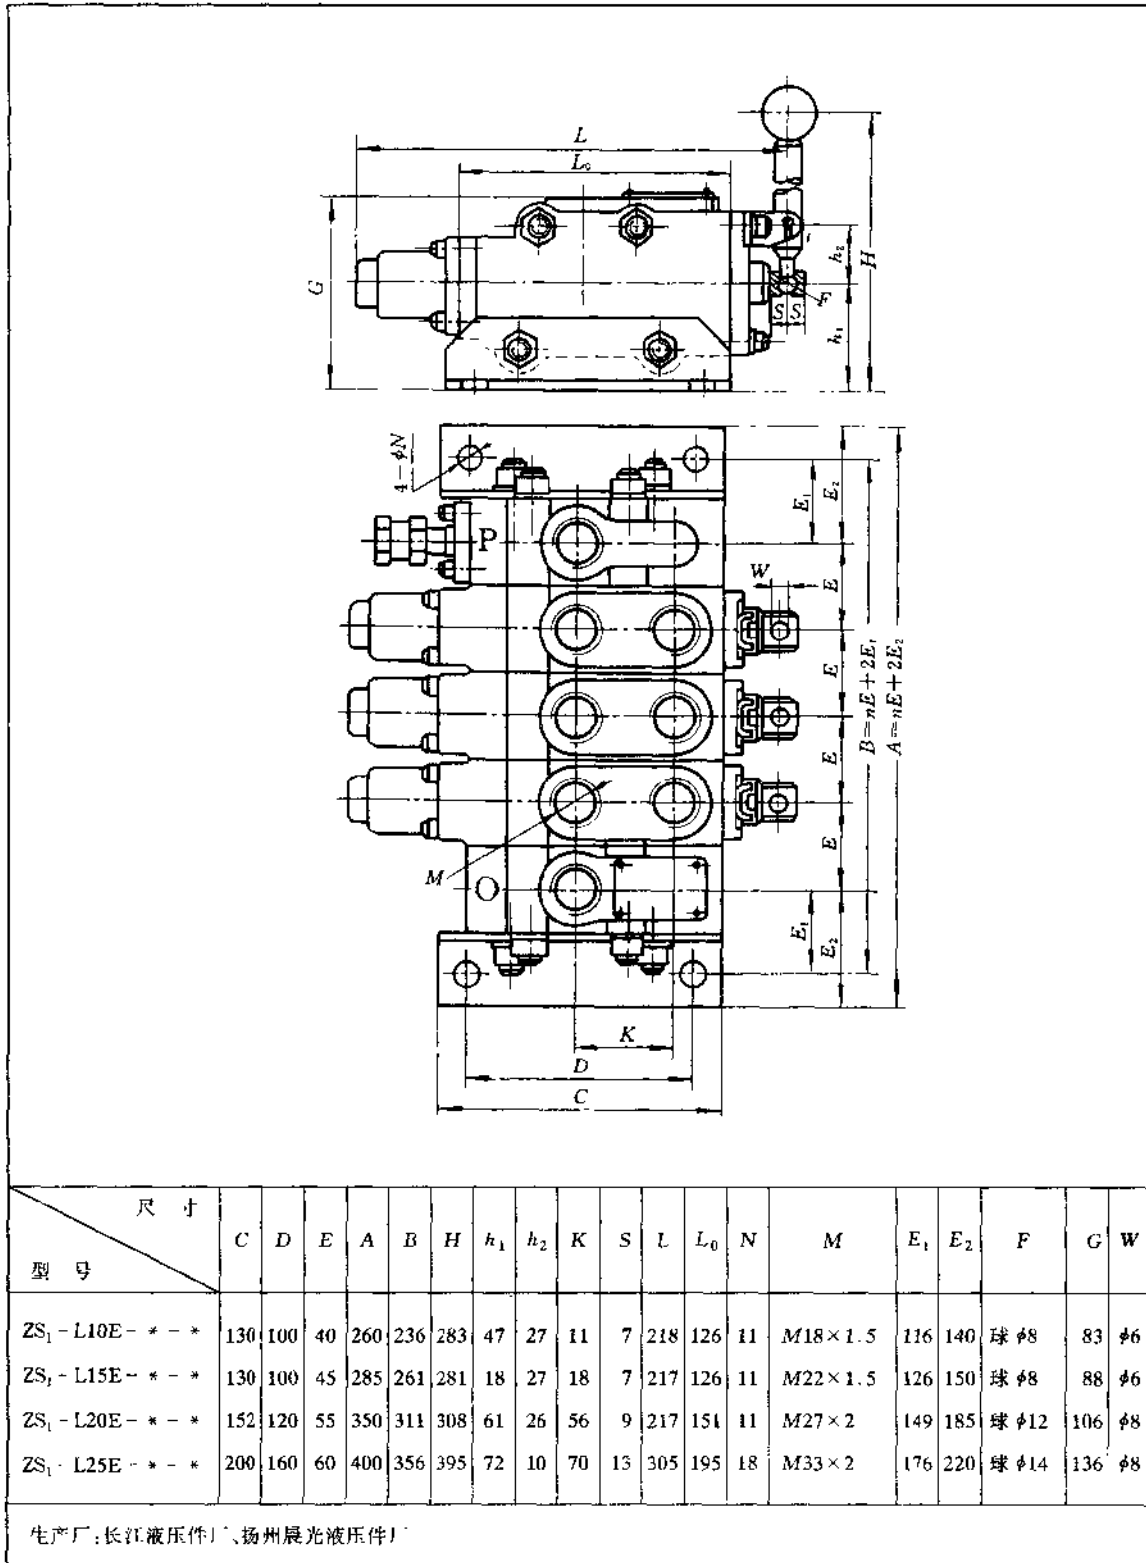 L
L₀
G
H
h₂
h₁
S S
4-φN
E₂
E₁
P
W
E
E
B=nE+2E₁
A=nE+2E₂
E
E
M
O
E₁
E₂
K
D
C
尺 寸
型 号
C D E A B H h₁ h₂ K S L L₀ N M E₁ E₂ F G W
ZS₁-L10E-*-* 130 100 40 260 236 283 47 27 11 7 218 126 11 M18×1.5 116 140 球φ8 83 φ6
ZS₁-L15E-*-* 130 100 45 285 261 281 18 27 18 7 217 126 11 M22×1.5 126 150 球φ8 88 φ6
ZS₁-L20E-*-* 152 120 55 350 311 308 61 26 56 9 217 151 11 M27×2 149 185 球φ12 106 φ8
ZS₁-L25E-*-* 200 160 60 400 356 395 72 10 70 13 305 195 18 M33×2 176 220 球φ14 136 φ8
生产厂:长江液压件厂、扬州晨光液压件厂